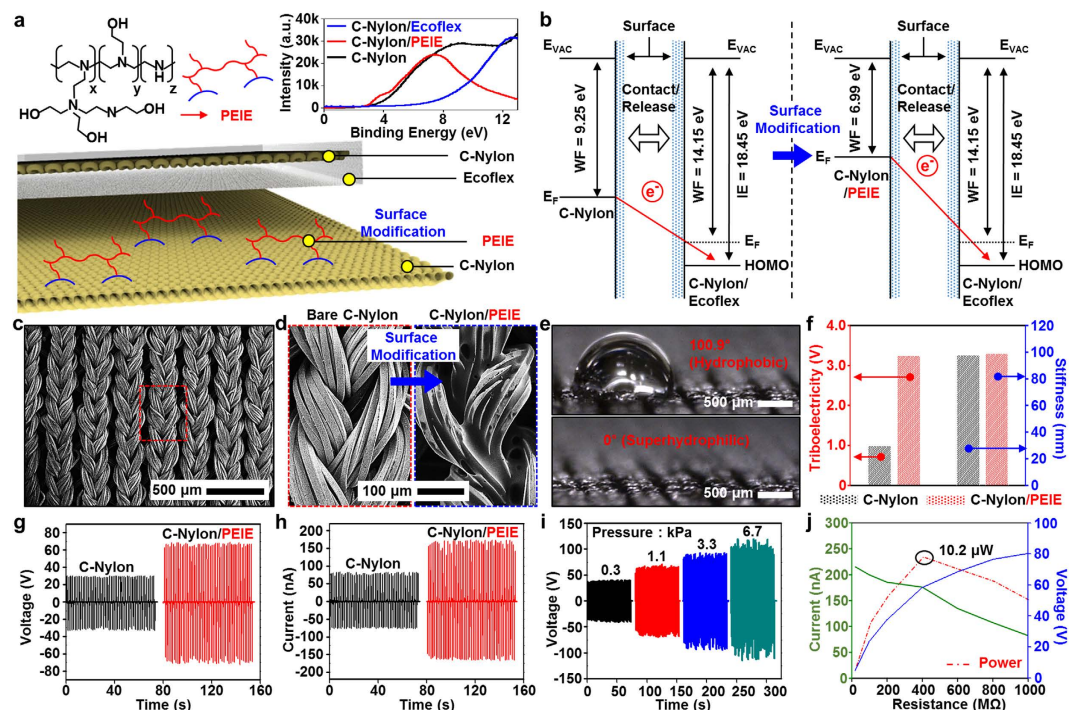 a
OH
N
N
N
H
x
y
z
N
N
HO
OH
OH
PEIE
Intensity (a.u.)
40k
30k
20k
10k
0
C-Nylon/Ecoflex
C-Nylon/PEIE
C-Nylon
0 4 8 12
Binding Energy (eV)
C-Nylon
Ecoflex
Surface
Modification
PEIE
C-Nylon
b
Surface
EVAC
EVAC
WF = 9.25 eV
Contact/
Release
WF = 14.15 eV
IE = 18.45 eV
e-
EF
C-Nylon
EF
HOMO
C-Nylon/
Ecoflex
Surface
Modification
Surface
EVAC
EVAC
WF = 6.99 eV
Contact/
Release
WF = 14.15 eV
IE = 18.45 eV
EF
C-Nylon
/PEIE
e-
EF
HOMO
C-Nylon/
Ecoflex
c
500 µm
d
Bare C-Nylon
C-Nylon/PEIE
Surface
Modification
100 µm
e
100.9°
(Hydrophobic)
500 µm
0° (Superhydrophilic)
500 µm
f
Triboelectricity (V)
4.0
3.0
2.0
1.0
0.0
120
100
80
60
40
20
0
Stiffness (mm)
C-Nylon
C-Nylon/PEIE
g
Voltage (V)
80
60
40
20
0
-20
-40
-60
-80
C-Nylon
C-Nylon/PEIE
0 40 80 120 160
Time (s)
h
Current (nA)
200
150
100
50
0
-50
-100
-150
-200
C-Nylon
C-Nylon/PEIE
0 40 80 120 160
Time (s)
i
Voltage (V)
150
100
50
0
-50
-100
-150
Pressure : kPa
0.3
1.1
3.3
6.7
0 50 100 150 200 250 300
Time (s)
j
Current (nA)
300
250
200
150
100
50
0
10.2 µW
Power
100
80
60
40
20
0
Voltage (V)
0 200 400 600 800 1000
Resistance (MΩ)